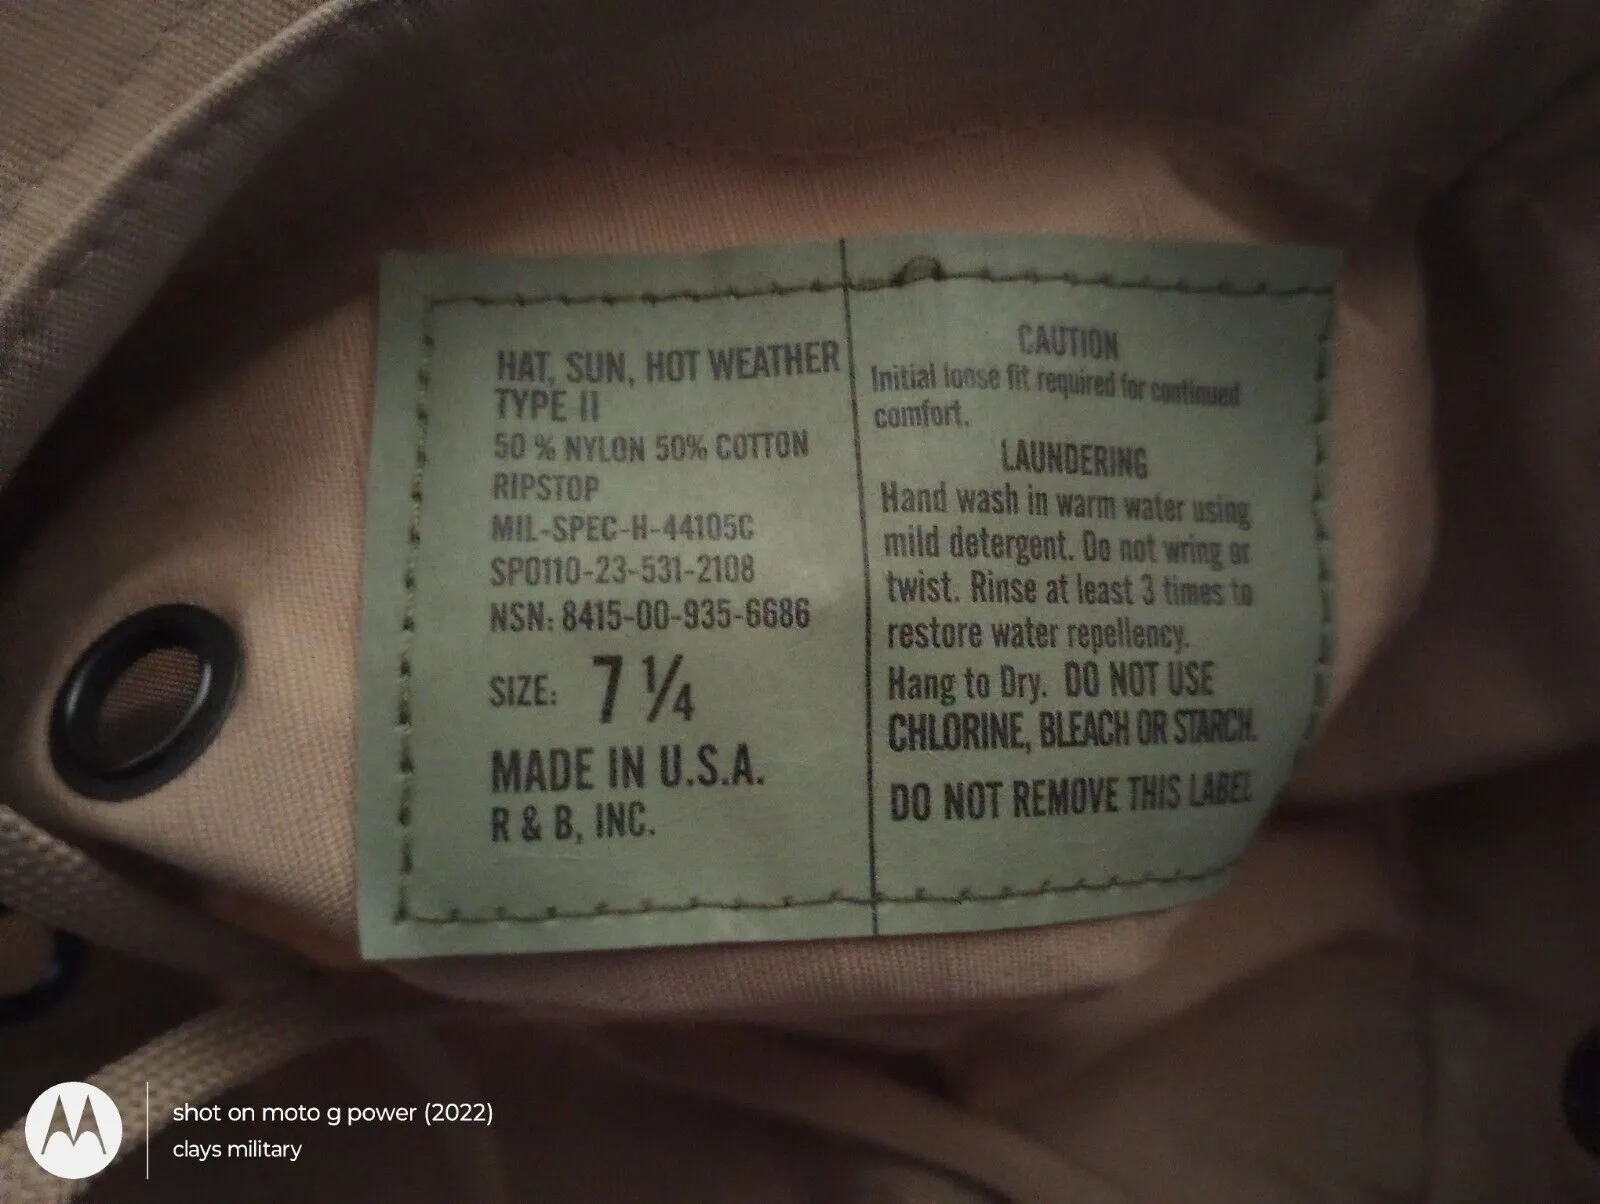 HAT, SUN, HOT WEATHER
TYPE II
50 % NYLON 50% COTTON
RIPSTOP
MIL-SPEC-H-44105C
SP0110-23-531-2108
NSN: 8415-00-935-6686
SIZE: 7 1/4
MADE IN U.S.A.
R & B, INC.
CAUTION
Initial loose fit required for continued
comfort.
LAUNDERING
Hand wash in warm water using
mild detergent. Do not wring or
twist. Rinse at least 3 times to
restore water repellency.
Hang to Dry. DO NOT USE
CHLORINE, BLEACH OR STARCH.
DO NOT REMOVE THIS LABEL
shot on moto g power (2022)
clays military